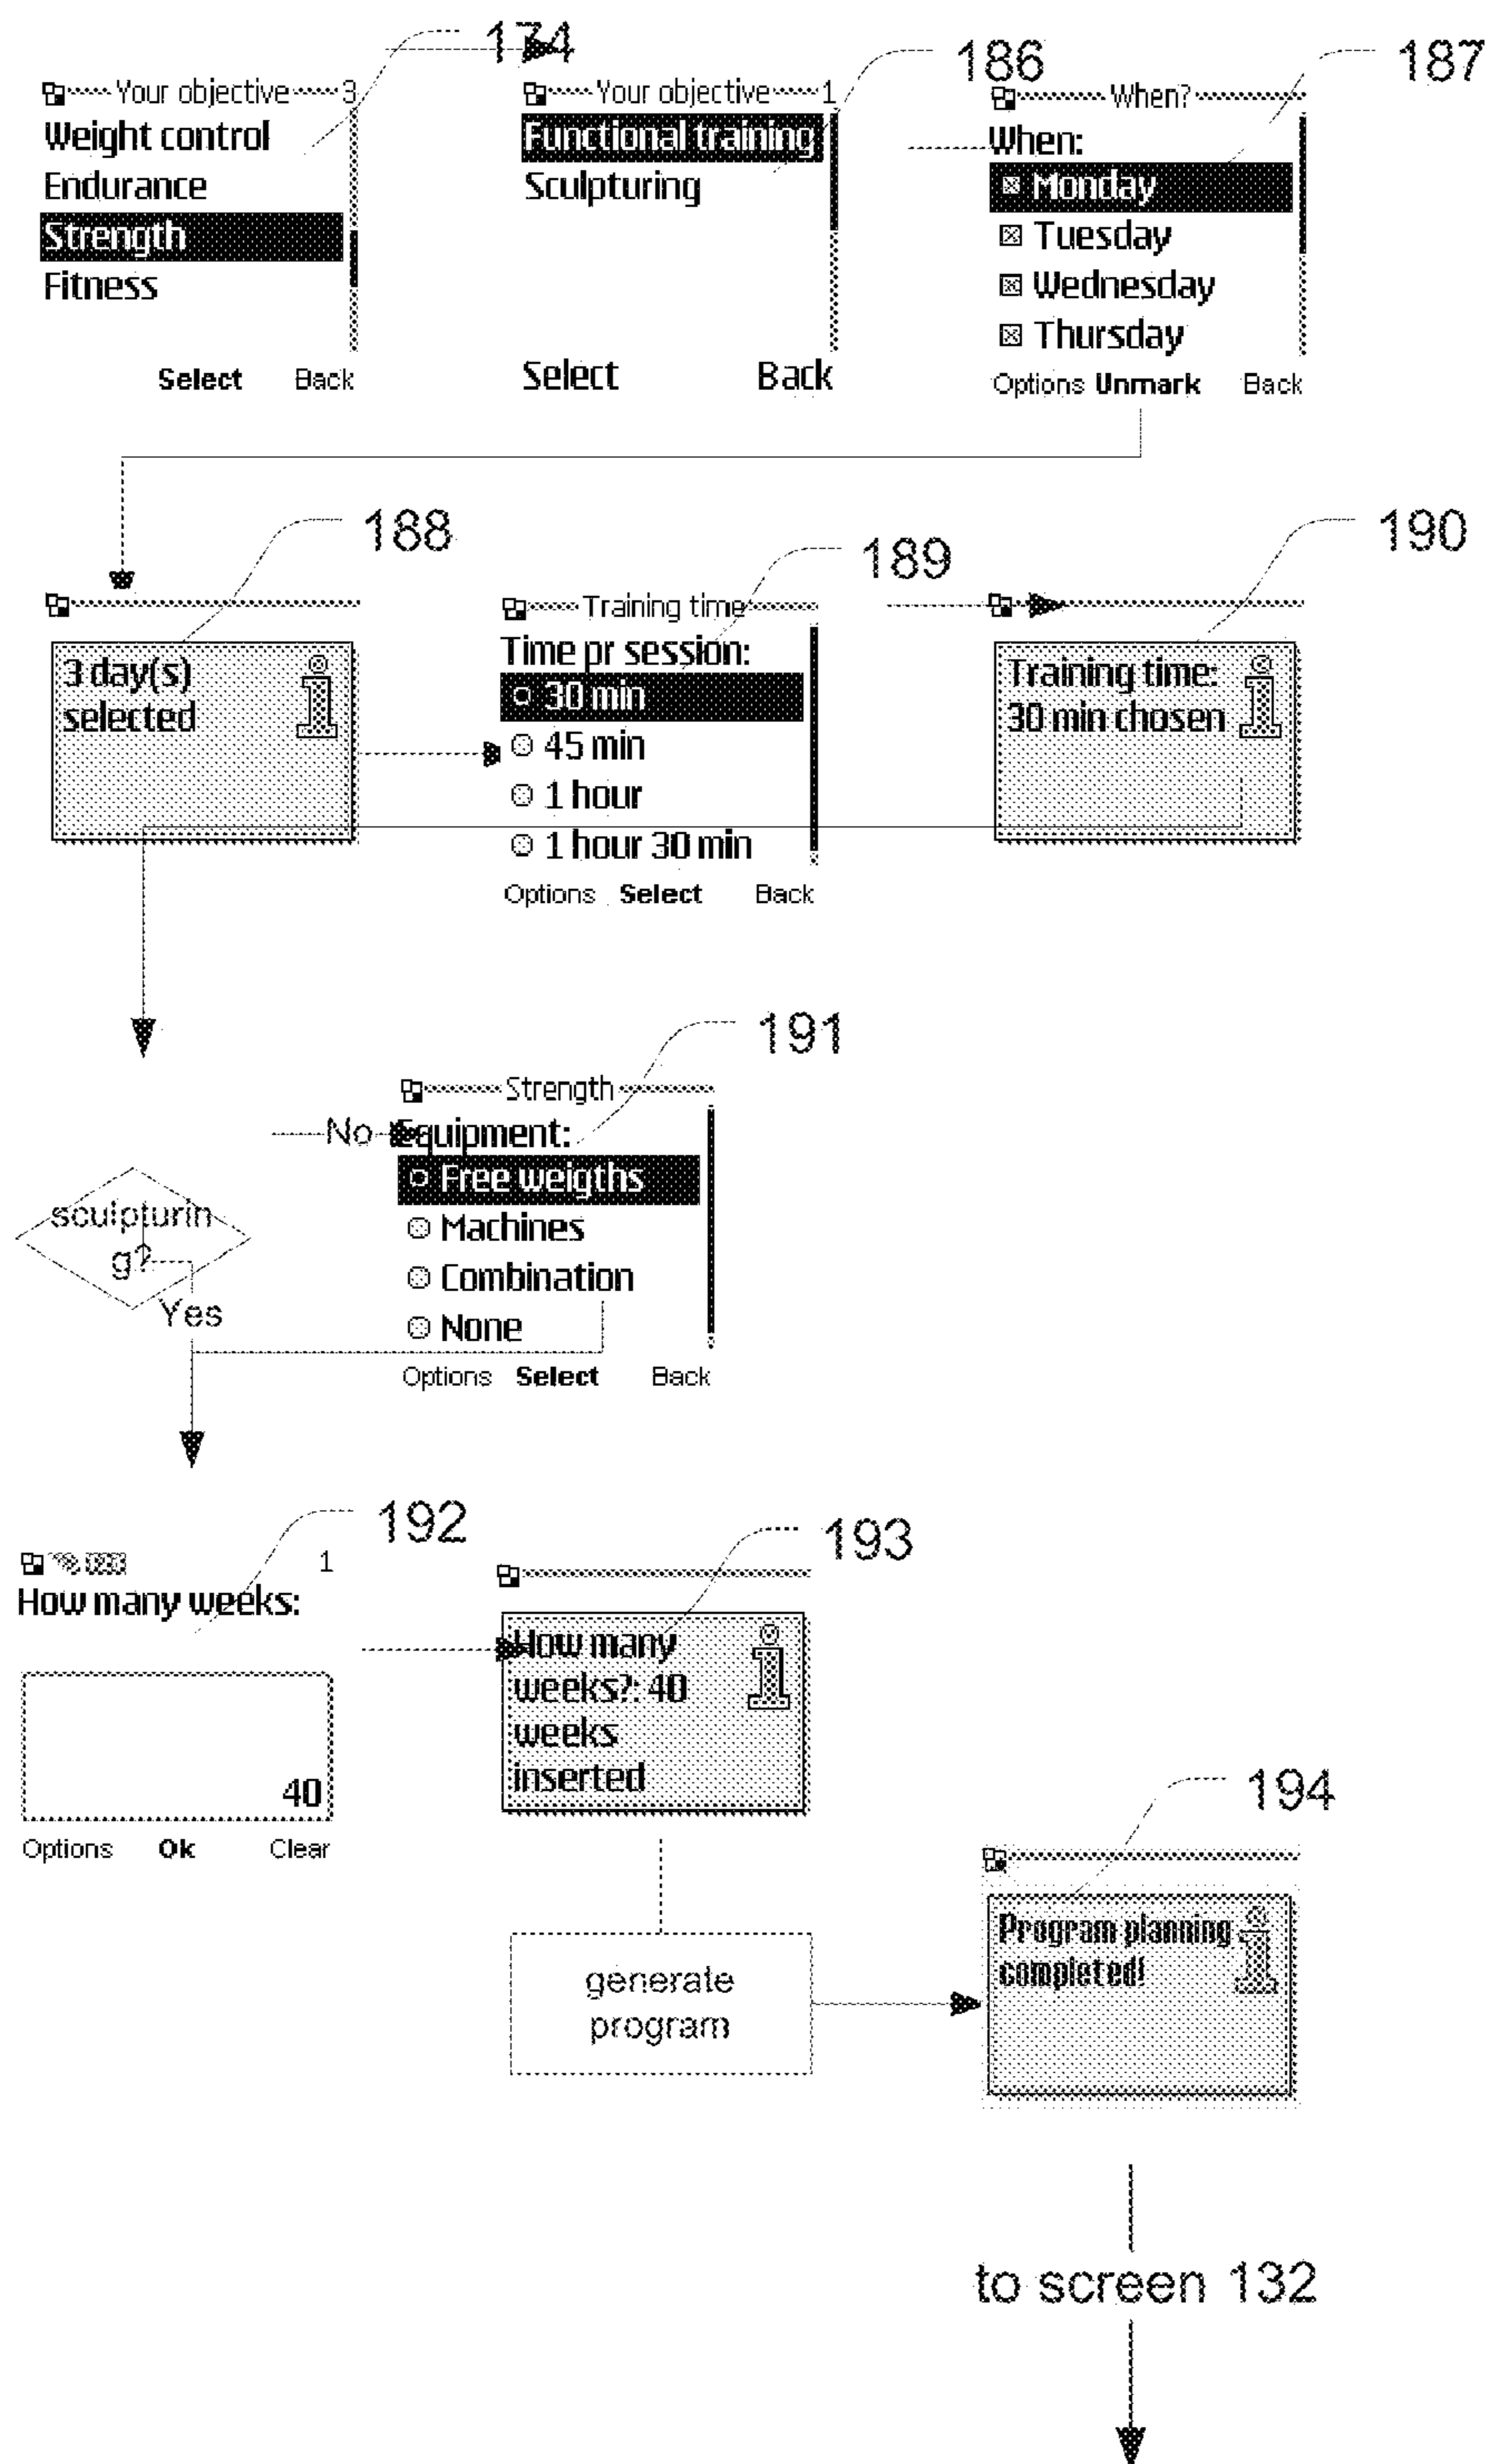 174
Your objective 3
Weight control
Endurance
Strength
Fitness
Select Back
186
Your objective 1
Functional training
Sculpturing
Select Back
187
When?
When:
Monday
Tuesday
Wednesday
Thursday
Options Unmark Back
188
3 day(s)
selected
189
Training time
Time pr session:
30 min
45 min
1 hour
1 hour 30 min
Options Select Back
190
Training time:
30 min chosen
sculpturin
g?
No
Yes
191
Strength
Equipment:
Free weigths
Machines
Combination
None
Options Select Back
192
1
How many weeks:
40
Options Ok Clear
193
How many
weeks?: 40
weeks
inserted
generate
program
194
Program planning
completed!
to screen 132